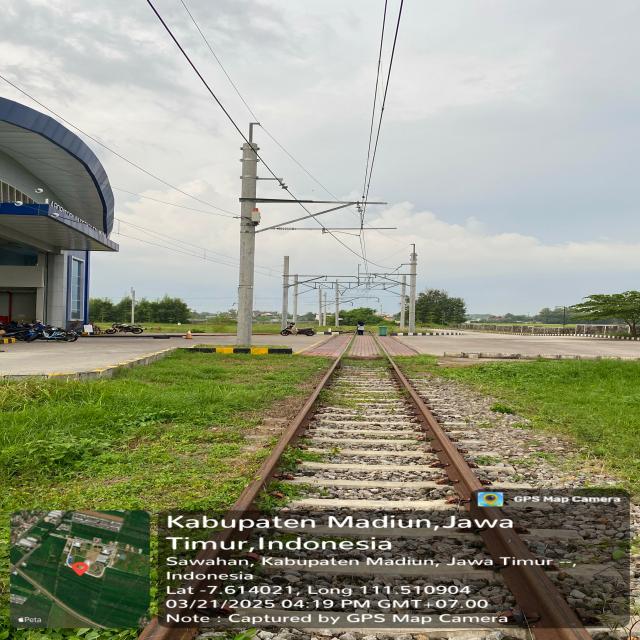 GPS Map Camera
Kabupaten Madiun,Jawa
Timur,Indonesia
Sawahan, Kabupaten Madiun, Jawa Timur --,
Indonesia
Lat -7.614021, Long 111.510904
03/21/2025 04:19 PM GMT+07.00
Note : Captured by GPS Map Camera
Peta